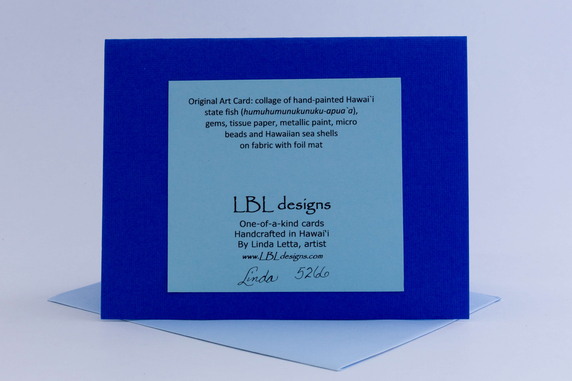 Original Art Card: collage of hand-painted Hawai`i
state fish (humuhumunukunuku-apua`a),
gems, tissue paper, metallic paint, micro
beads and Hawaiian sea shells
on fabric with foil mat
LBL designs
One-of-a-kind cards
Handcrafted in Hawai'i
By Linda Letta, artist
www.LBLdesigns.com
Linda 5266